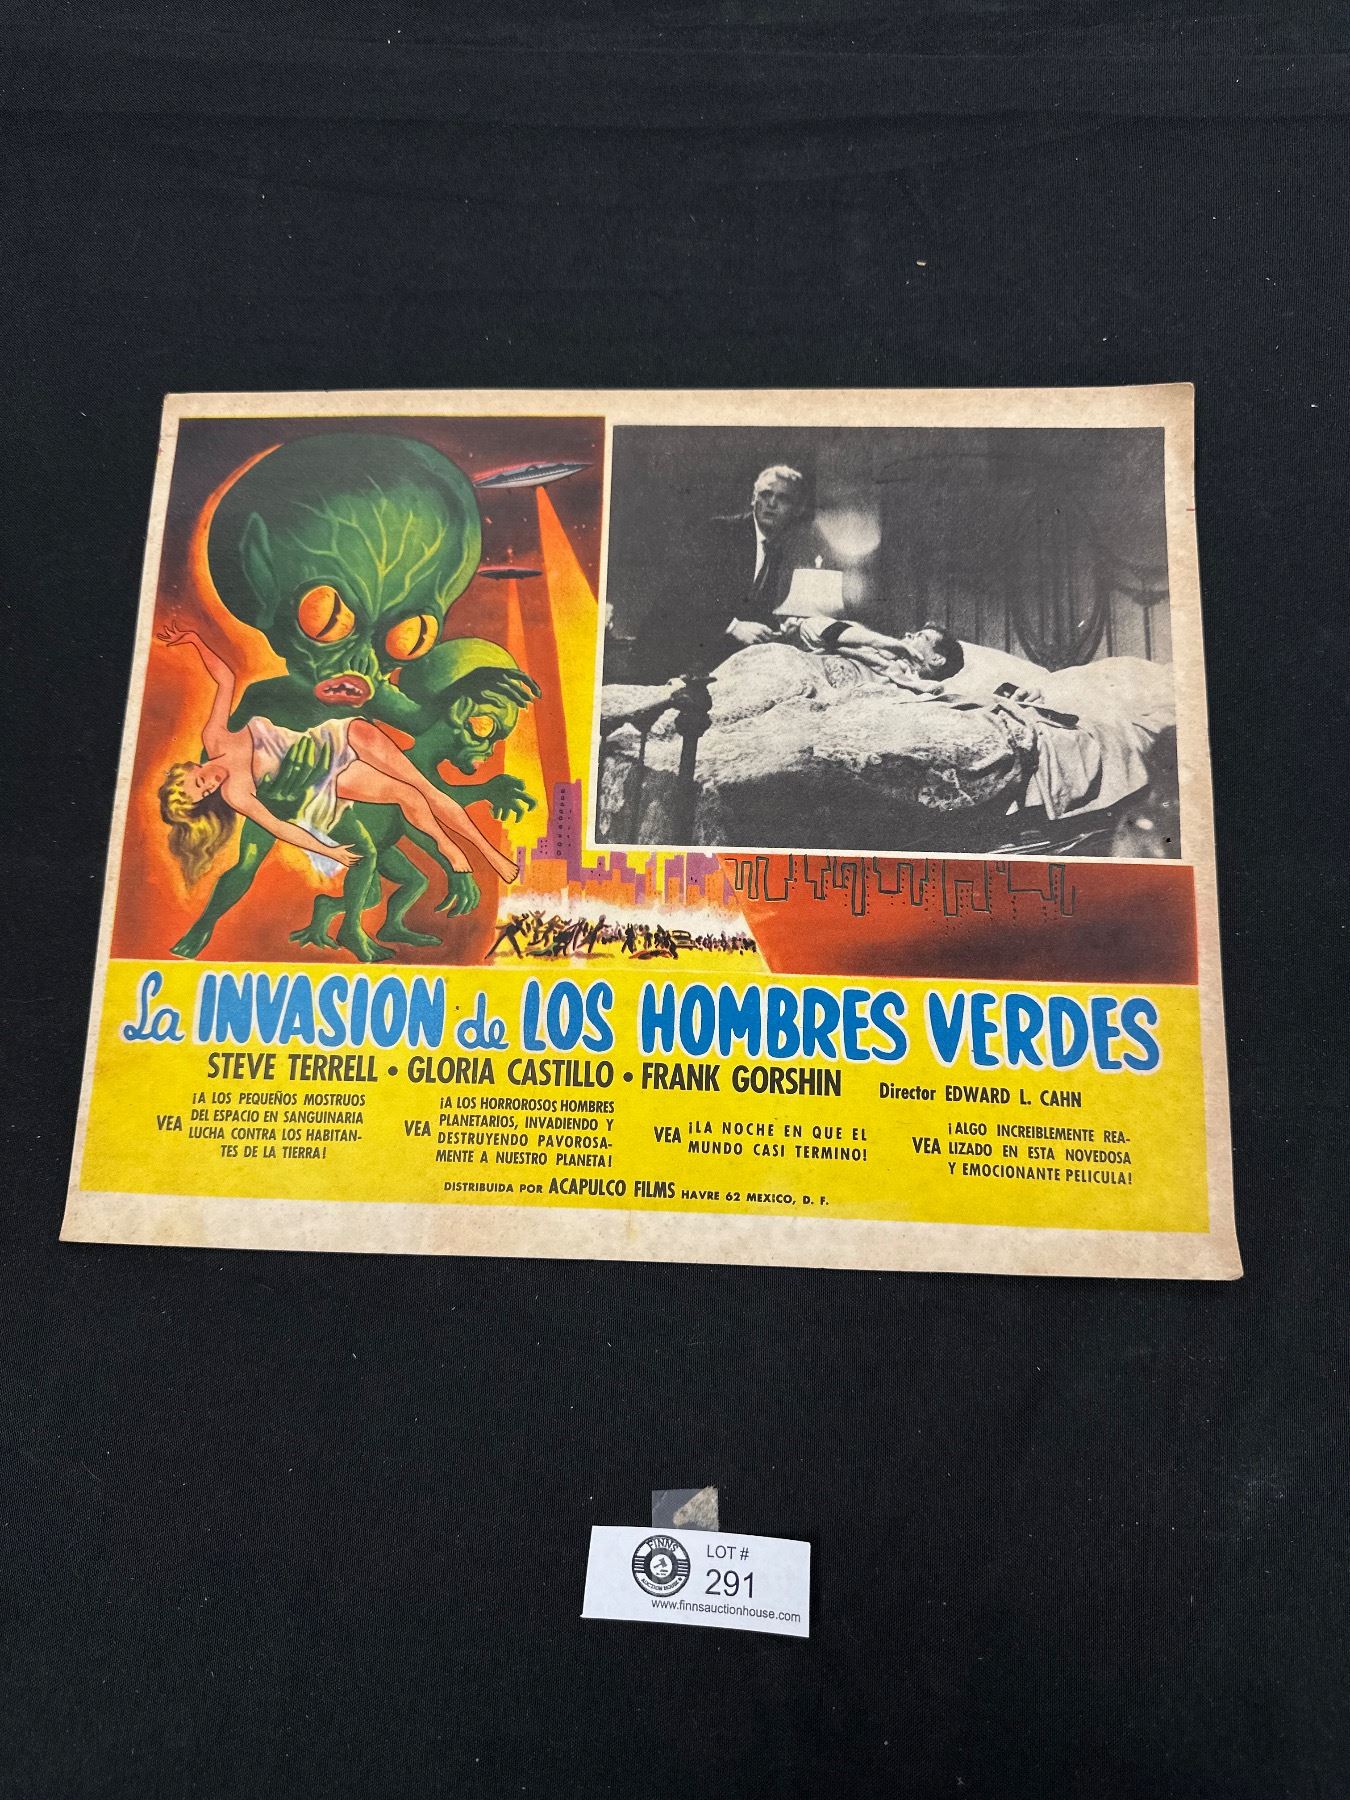 La INVASION de LOS HOMBRES VERDES
STEVE TERRELL • GLORIA CASTILLO • FRANK GORSHIN Director EDWARD L. CAHN
VEA ¡A LOS PEQUEÑOS MOSTRUOS
DEL ESPACIO EN SANGUINARIA
LUCHA CONTRA LOS HABITAN-
TES DE LA TIERRA!
VEA ¡A LOS HORROROSOS HOMBRES
PLANETARIOS, INVADIENDO Y
DESTRUYENDO PAVOROSA-
MENTE A NUESTRO PLANETA!
VEA ¡LA NOCHE EN QUE EL
MUNDO CASI TERMINO!
VEA ¡ALGO INCREIBLEMENTE REA-
LIZADO EN ESTA NOVEDOSA
Y EMOCIONANTE PELICULA!
DISTRIBUIDA POR ACAPULCO FILMS HAVRE 62 MEXICO, D. F.
FINNS
AUCTION HOUSE
LOT #
291
www.finnsauctionhouse.com